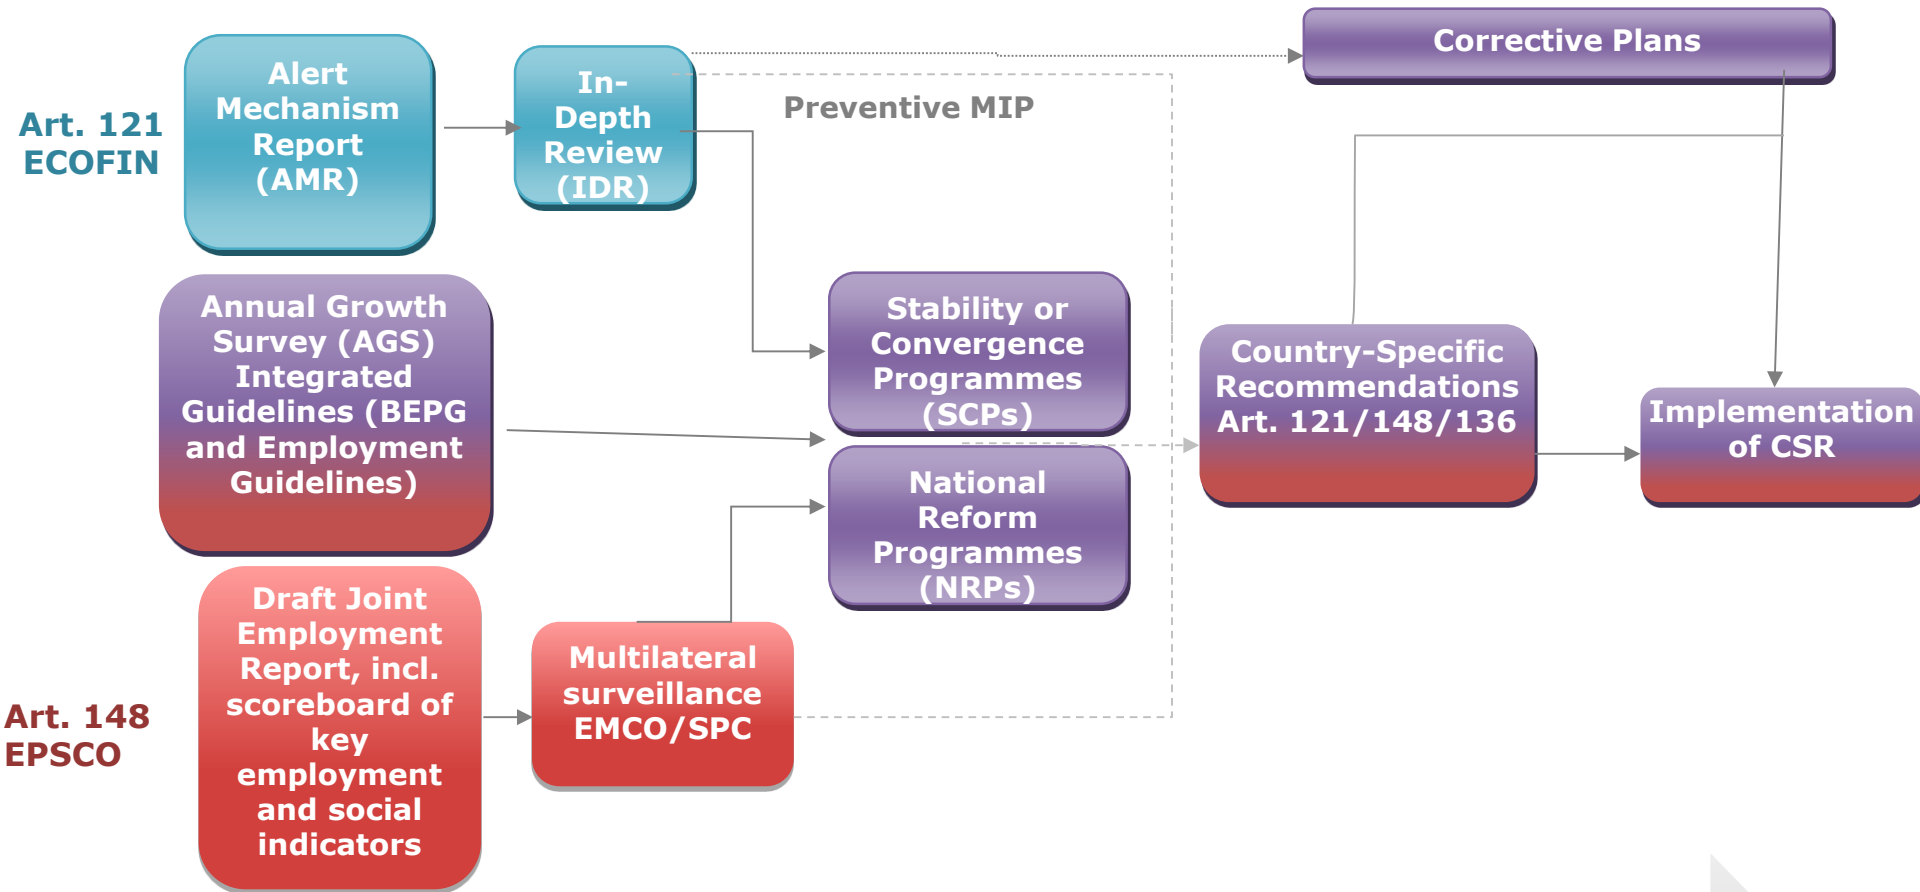 Art. 121
ECOFIN
Alert
Mechanism
Report
(AMR)
In-
Depth
Review
(IDR)
Preventive MIP
Corrective Plans
Annual Growth
Survey (AGS)
Integrated
Guidelines (BEPG
and Employment
Guidelines)
Stability or
Convergence
Programmes
(SCPs)
National
Reform
Programmes
(NRPs)
Country-Specific
Recommendations
Art. 121/148/136
Implementation
of CSR
Art. 148
EPSCO
Draft Joint
Employment
Report, incl.
scoreboard of
key
employment
and social
indicators
Multilateral
surveillance
EMCO/SPC